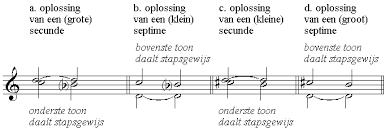 a. oplossing
van een (grote)
secunde
b. oplossing
van een (klein)
septime
c. oplossing
van een (kleine)
secunde
d. oplossing
van een (groot)
septime
bovenste toon
daalt stapsgewijs
bovenste toon
daalt stapsgewijs
onderste toon
daalt stapsgewijs
onderste toon
daalt stapsgewijs